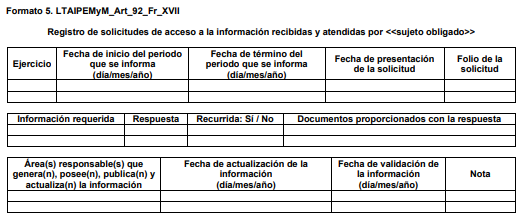 Formato 5. LTAIPEMyM_Art_92_Fr_XVII
Registro de solicitudes de acceso a la información recibidas y atendidas por <<sujeto obligado>>
Ejercicio
Fecha de inicio del periodo
que se informa
(día/mes/año)
Fecha de término del
periodo que se informa
(día/mes/año)
Fecha de presentación
de la solicitud
Folio de la
solicitud
Información requerida
Respuesta
Recurrida: Sí / No
Documentos proporcionados con la respuesta
Área(s) responsable(s) que
genera(n), posee(n), publica(n) y
actualiza(n) la información
Fecha de actualización de la
información
(día/mes/año)
Fecha de validación de
la información
(día/mes/año)
Nota